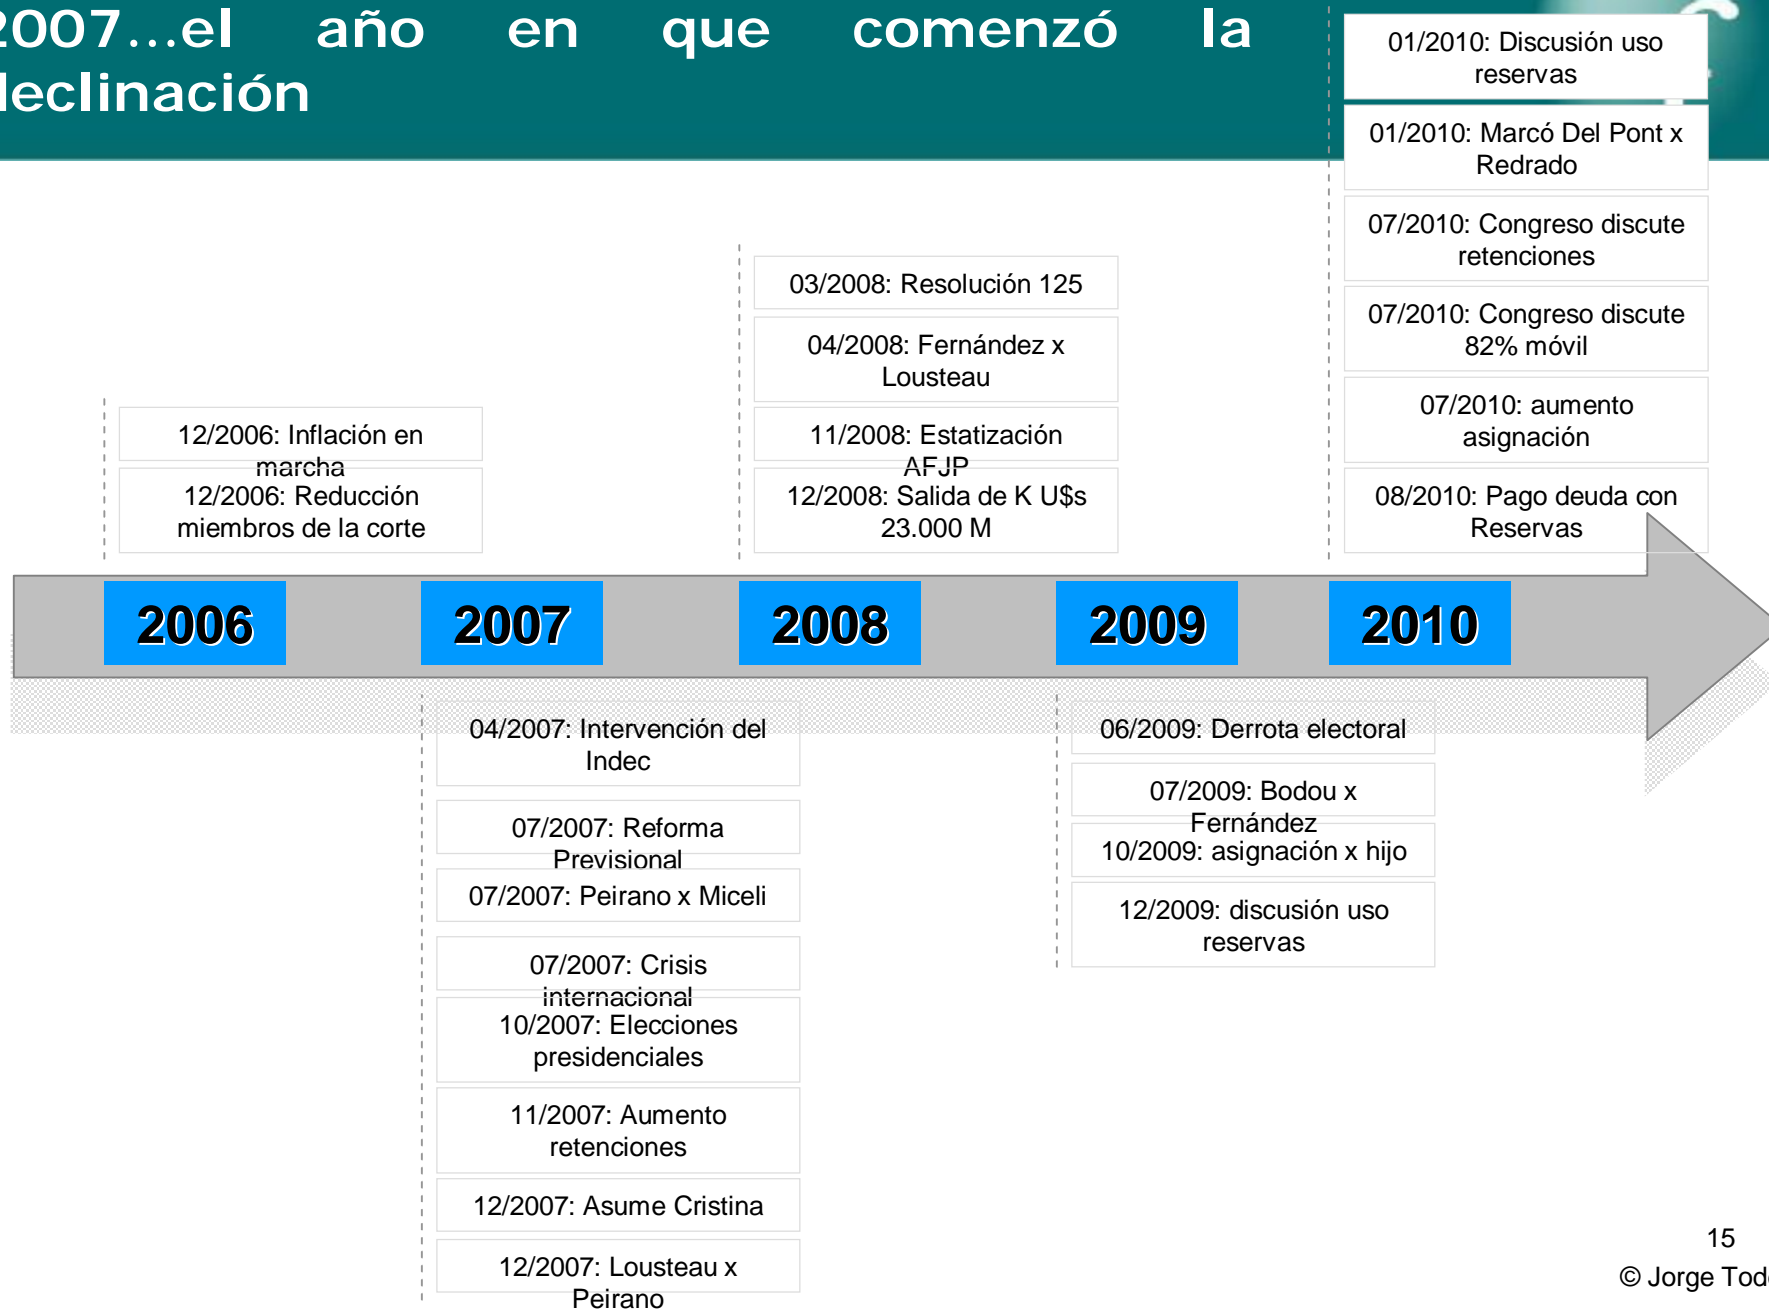 2007...el año en que comenzó la
declinación
01/2010: Discusión uso
reservas
01/2010: Marcó Del Pont x
Redrado
07/2010: Congreso discute
retenciones
07/2010: Congreso discute
82% móvil
07/2010: aumento
asignación
08/2010: Pago deuda con
Reservas
03/2008: Resolución 125
04/2008: Fernández x
Lousteau
11/2008: Estatización
AFJP
12/2008: Salida de K U$s
23.000 M
12/2006: Inflación en
marcha
12/2006: Reducción
miembros de la corte
2006
2007
2008
2009
2010
04/2007: Intervención del
Indec
07/2007: Reforma
Previsional
07/2007: Peirano x Miceli
07/2007: Crisis
internacional
10/2007: Elecciones
presidenciales
11/2007: Aumento
retenciones
12/2007: Asume Cristina
12/2007: Lousteau x
Peirano
06/2009: Derrota electoral
07/2009: Bodou x
Fernández
10/2009: asignación x hijo
12/2009: discusión uso
reservas
15
© Jorge